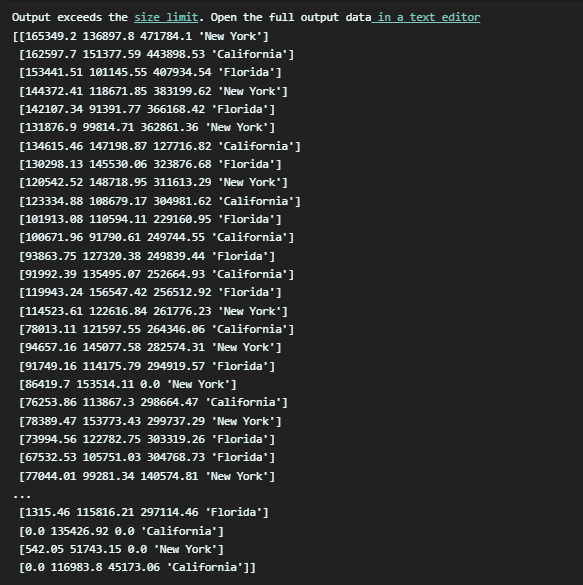 Output exceeds the size limit. Open the full output data in a text editor
[[165349.2 136897.8 471784.1 'New York']
[162597.7 151377.59 443898.53 'California']
[153441.51 101145.55 407934.54 'Florida']
[144372.41 118671.85 383199.62 'New York']
[142107.34 91391.77 366168.42 'Florida']
[131876.9 99814.71 362861.36 'New York']
[134615.46 147198.87 127716.82 'California']
[130298.13 145530.06 323876.68 'Florida']
[120542.52 148718.95 311613.29 'New York']
[123334.88 108679.17 304981.62 'California']
[101913.08 110594.11 229160.95 'Florida']
[100671.96 91790.61 249744.55 'California']
[93863.75 127320.38 249839.44 'Florida']
[91992.39 135495.07 252664.93 'California']
[119943.24 156547.42 256512.92 'Florida']
[114523.61 122616.84 261776.23 'New York']
[78013.11 121597.55 264346.06 'California']
[94657.16 145077.58 282574.31 'New York']
[91749.16 114175.79 294919.57 'Florida']
[86419.7 153514.11 0.0 'New York']
[76253.86 113867.3 298664.47 'California']
[78389.47 153773.43 299737.29 'New York']
[73994.56 122782.75 303319.26 'Florida']
[67532.53 105751.03 304768.73 'Florida']
[77044.01 99281.34 140574.81 'New York']
...
[1315.46 115816.21 297114.46 'Florida']
[0.0 135426.92 0.0 'California']
[542.05 51743.15 0.0 'New York']
[0.0 116983.8 45173.06 'California']]